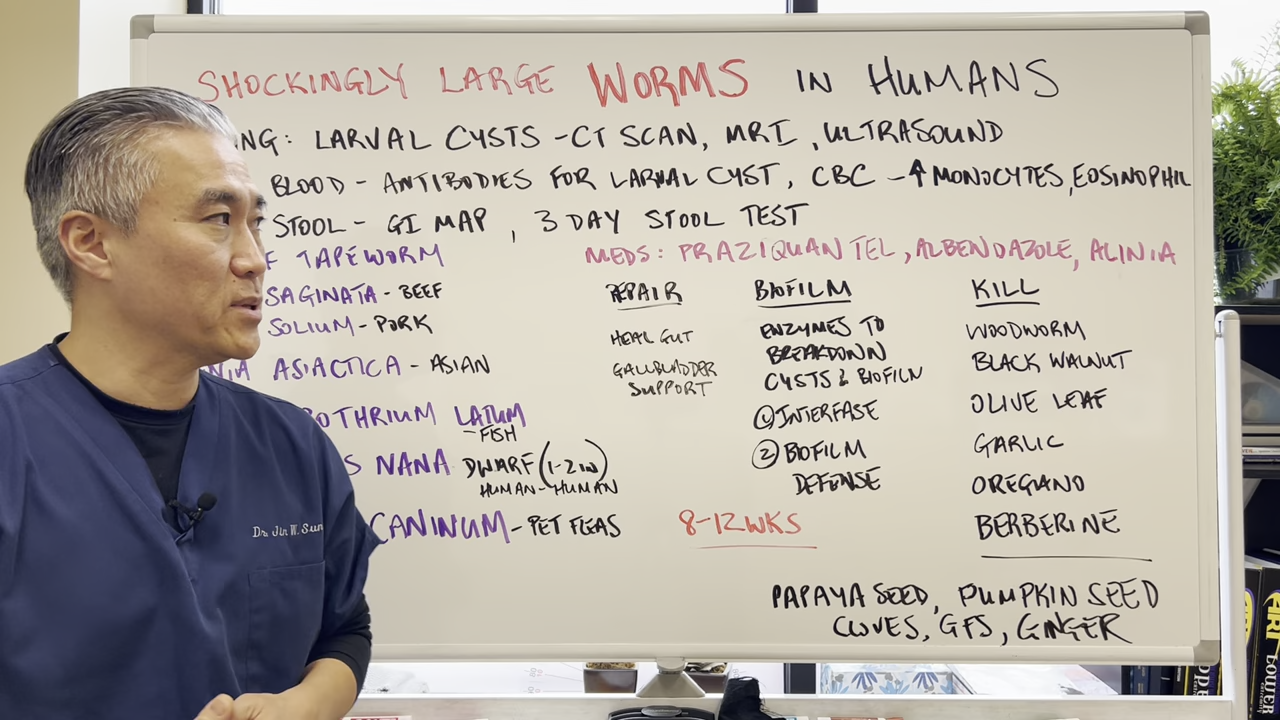 SHOCKINGLY LARGE WORMS IN HUMANS
NG: LARVAL CYSTS - CT SCAN, MRI, ULTRASOUND
BLOOD - ANTIBODIES FOR LARVAL CYST, CBC - ↑ MONOCYTES, EOSINOPHIL
STOOL - GI MAP, 3 DAY STOOL TEST
F TAPEWORM
MEDS: PRAZIQUANTEL, ALBENDAZOLE, ALINIA
SAGINATA - BEEF
SOLIUM - PORK
NIA ASIACTICA - ASIAN
BOTHRIUM LATUM
- FISH
S NANA DWARF (1-2 IN)
HUMAN - HUMAN
CANINUM - PET FLEAS
REPAIR
HEAL GUT
GALLBLADDER
SUPPORT
BIOFILM
ENZYMES TO
BREAKDOWN
CYSTS & BIOFILM
① INTERFASE
② BIOFILM
DEFENSE
8-12 WKS
KILL
WOODWORM
BLACK WALNUT
OLIVE LEAF
GARLIC
OREGANO
BERBERINE
PAPAYA SEED, PUMPKIN SEED
CLOVES, GFS, GINGER
Dr. Jin W. Sun
POWER